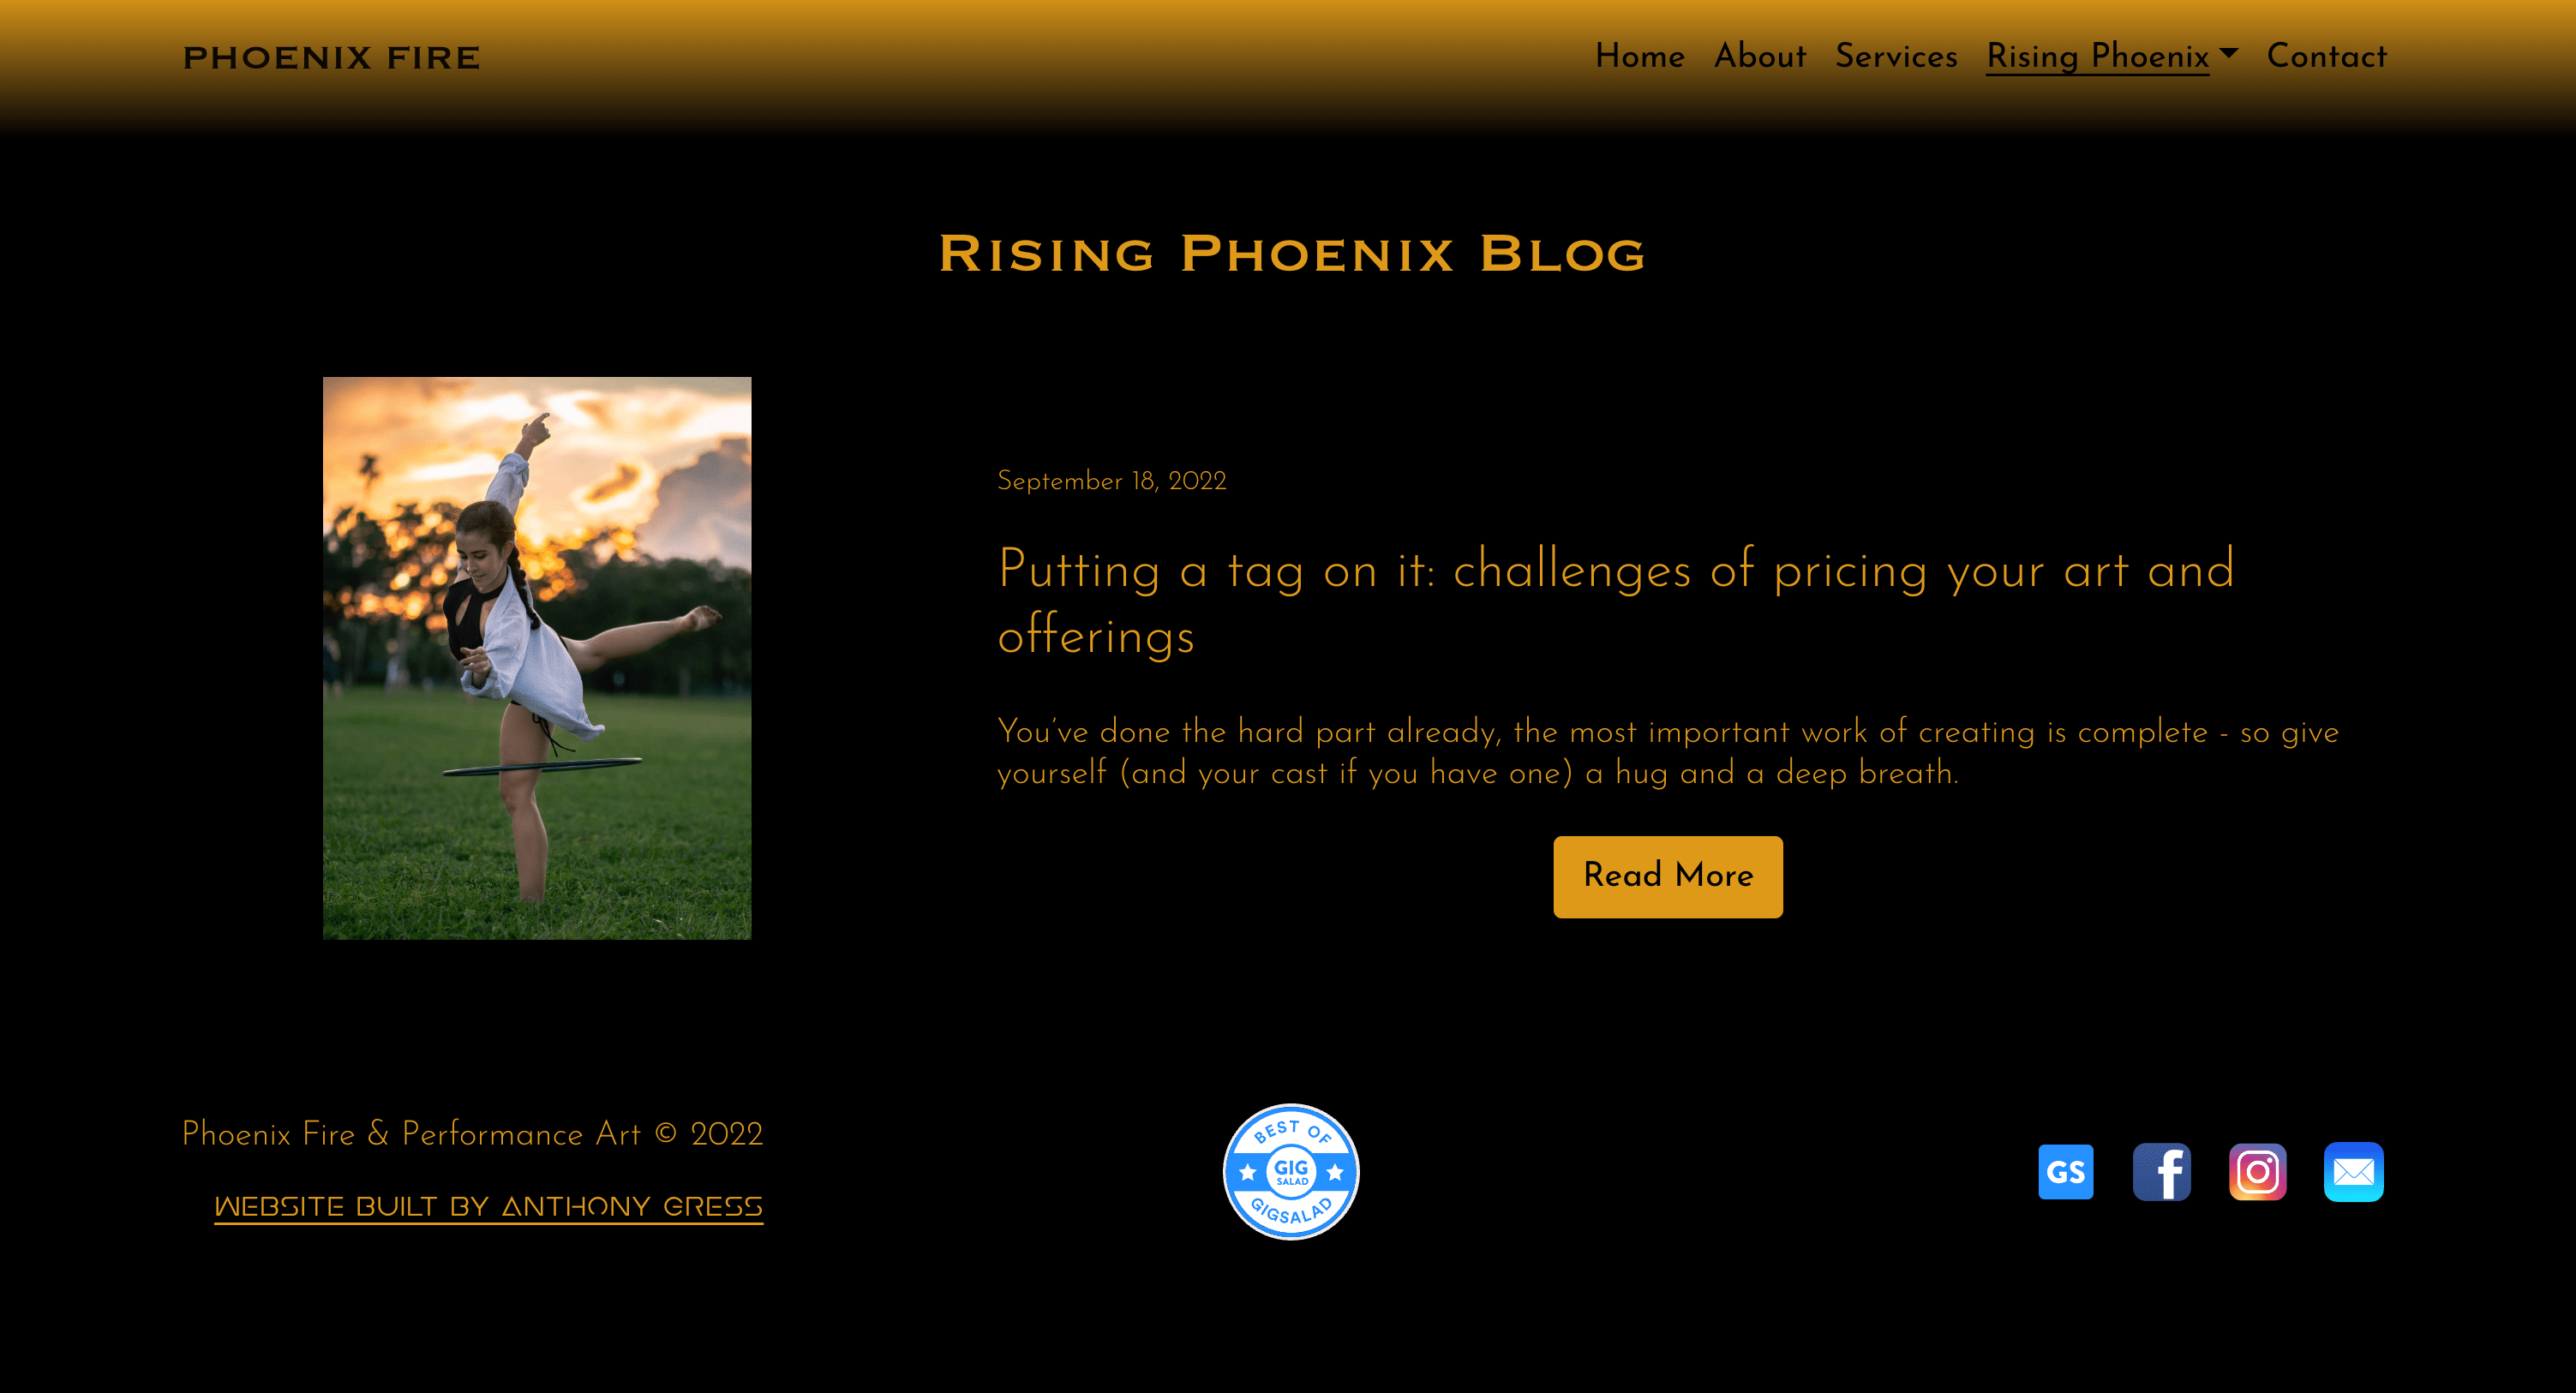 PHOENIX FIRE
Home About Services Rising Phoenix Contact
Rising Phoenix Blog
September 18, 2022
Putting a tag on it: challenges of pricing your art and
offerings
You've done the hard part already, the most important work of creating is complete - so give
yourself (and your cast if you have one) a hug and a deep breath.
Read More
Phoenix Fire & Performance Art © 2022
WEBSITE BUILT BY ANTHONY GRESS
BEST OF
GIG
SALAD
GIGSALAD
GS
f